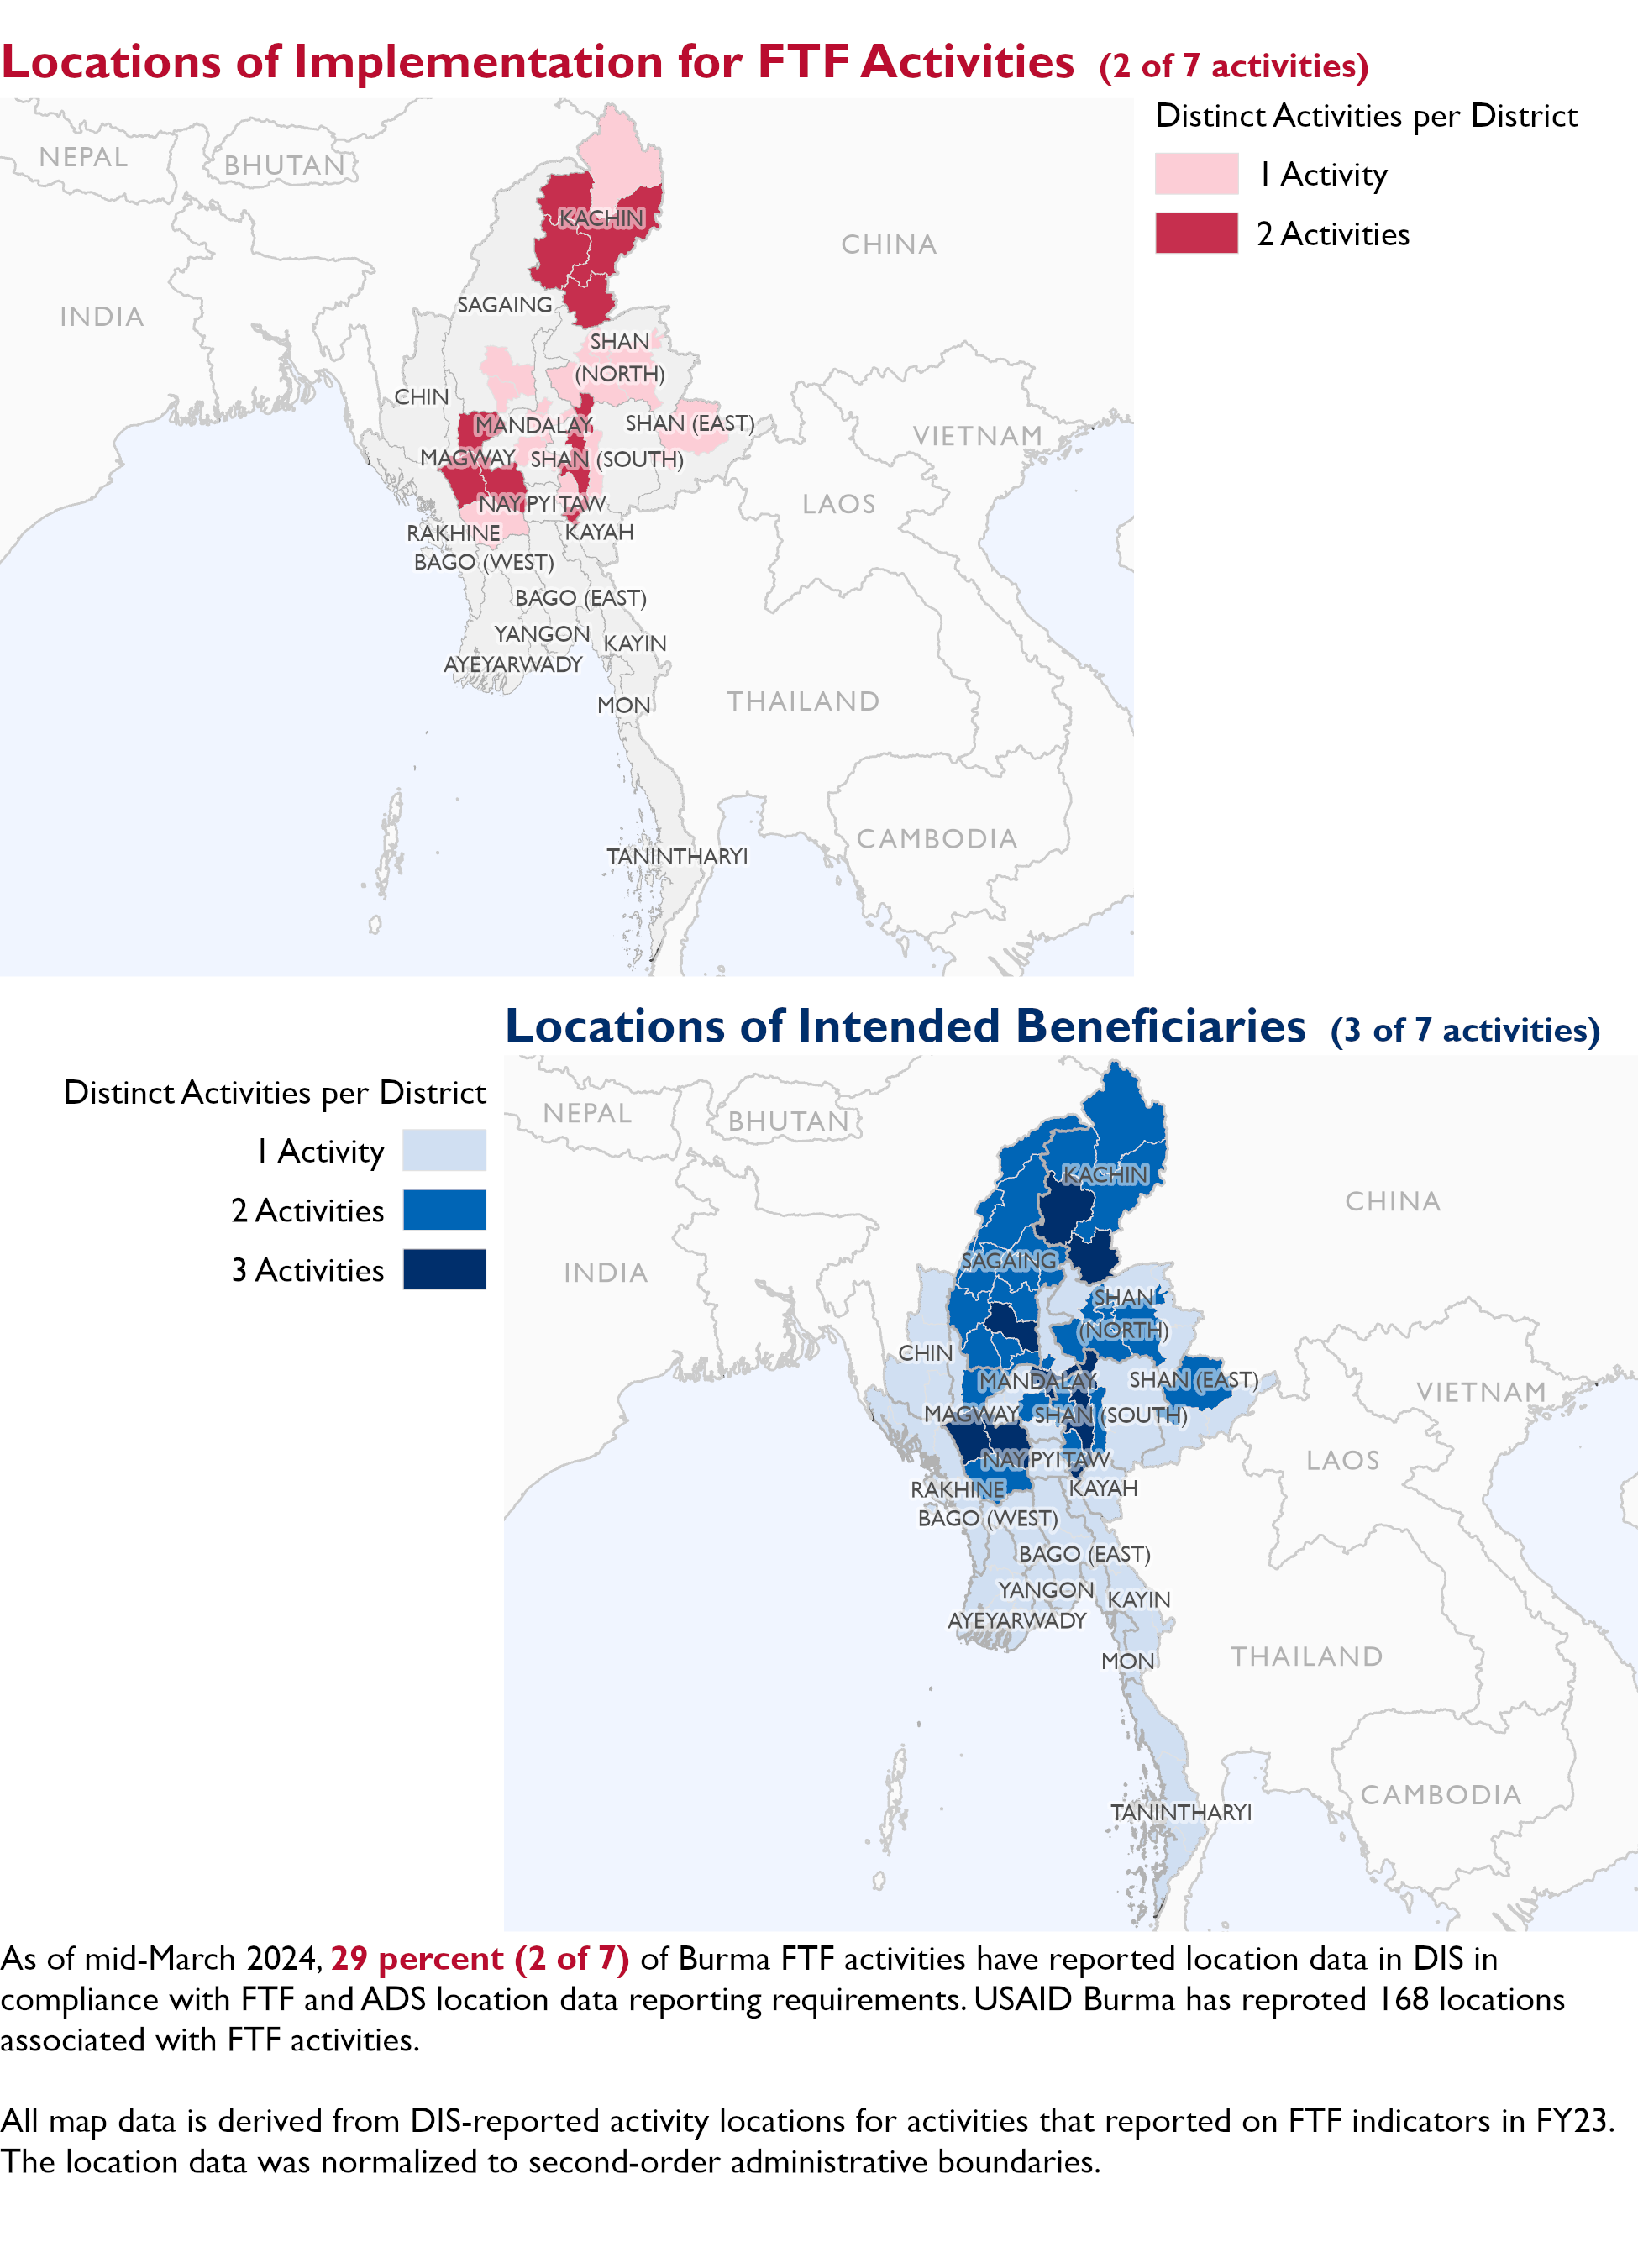 Locations of Implementation for FTF Activities (2 of 7 activities)
Distinct Activities per District
1 Activity
2 Activities
NEPAL
BHUTAN
CHINA
INDIA
KACHIN
SAGAING
SHAN
(NORTH)
CHIN
MANDALAY
SHAN (EAST)
VIETNAM
MAGWAY
SHAN (SOUTH)
NAY PYI TAW
LAOS
RAKHINE
KAYAH
BAGO (WEST)
BAGO (EAST)
YANGON
KAYIN
AYEYARWADY
MON
THAILAND
CAMBODIA
TANINTHARYI
Locations of Intended Beneficiaries (3 of 7 activities)
Distinct Activities per District
1 Activity
2 Activities
3 Activities
NEPAL
BHUTAN
CHINA
INDIA
KACHIN
SAGAING
SHAN
(NORTH)
CHIN
MANDALAY
SHAN (EAST)
VIETNAM
MAGWAY
SHAN (SOUTH)
NAY PYI TAW
LAOS
RAKHINE
KAYAH
BAGO (WEST)
BAGO (EAST)
YANGON
KAYIN
AYEYARWADY
MON
THAILAND
CAMBODIA
TANINTHARYI
As of mid-March 2024, 29 percent (2 of 7) of Burma FTF activities have reported location data in DIS in
compliance with FTF and ADS location data reporting requirements. USAID Burma has reproted 168 locations
associated with FTF activities.
All map data is derived from DIS-reported activity locations for activities that reported on FTF indicators in FY23.
The location data was normalized to second-order administrative boundaries.